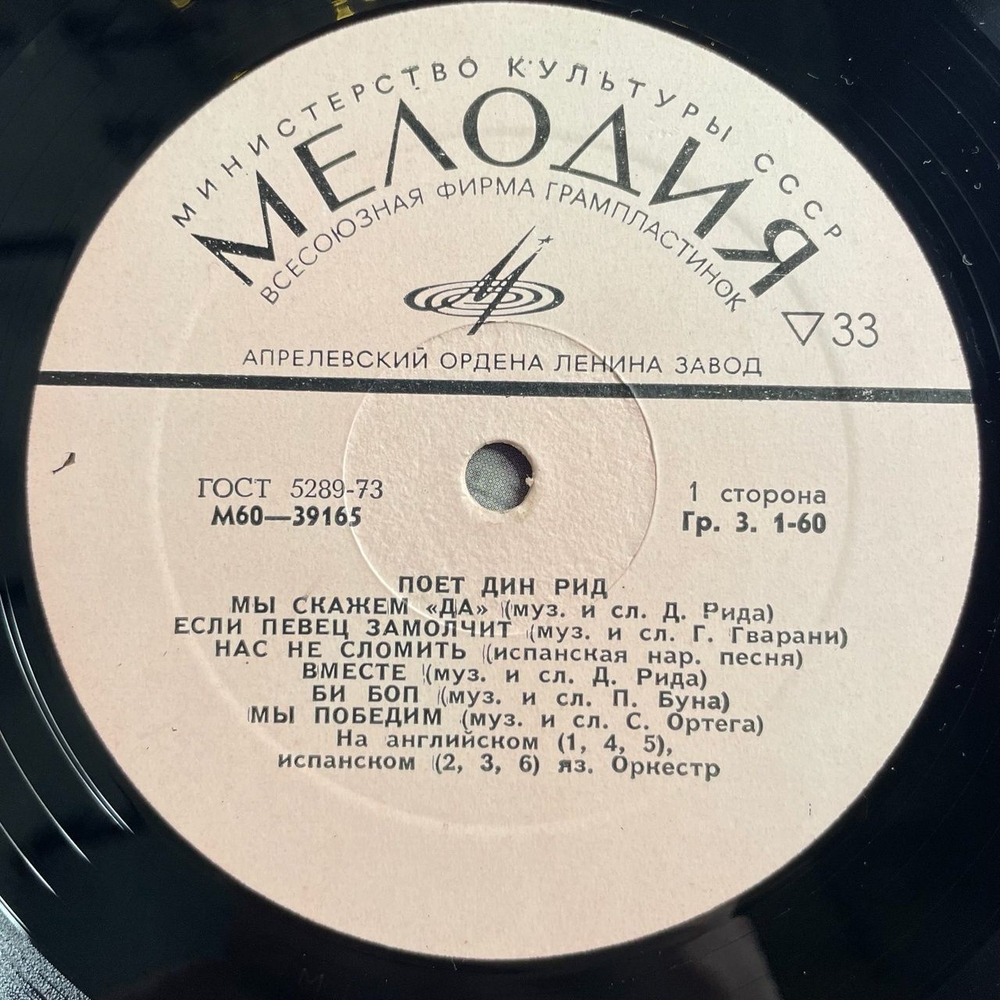 МИНИСТЕРСТВО КУЛЬТУРЫ СССР
МЕЛОДИЯ
ВСЕСОЮЗНАЯ ФИРМА ГРАМПЛАСТИНОК
▽33
АПРЕЛЕВСКИЙ ОРДЕНА ЛЕНИНА ЗАВОД
ГОСТ 5289-73
М60—39165
1 сторона
Гр. 3. 1-60
ПОЕТ ДИН РИД
МЫ СКАЖЕМ «ДА» (муз. и сл. Д. Рида)
ЕСЛИ ПЕВЕЦ ЗАМОЛЧИТ (муз. и сл. Г. Гварани)
НАС НЕ СЛОМИТЬ (испанская нар. песня)
ВМЕСТЕ (муз. и сл. Д. Рида)
БИ БОП (муз. и сл. П. Буна)
МЫ ПОБЕДИМ (муз. и сл. С. Ортега)
На английском (1, 4, 5),
испанском (2, 3, 6) яз. Оркестр